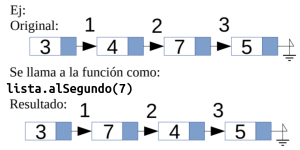 Ej:
Original:
1 2 3
3 4 7 5
Se llama a la función como:
lista.alSegundo(7)
Resultado:
1 2 3
3 7 4 5